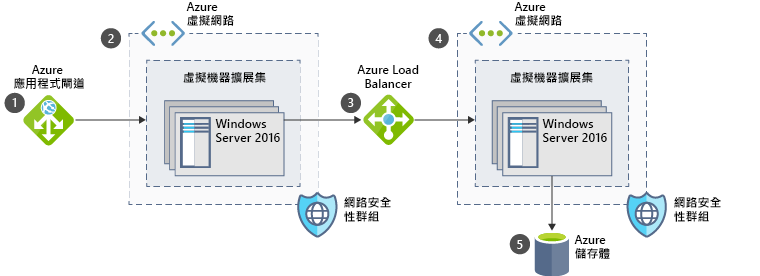 1
Azure
應用程式閘道
2
Azure
虛擬網路
虛擬機器擴展集
Windows
Server 2016
網路安全
性群組
3
Azure Load
Balancer
4
Azure
虛擬網路
虛擬機器擴展集
Windows
Server 2016
網路安全
性群組
5
Azure
儲存體